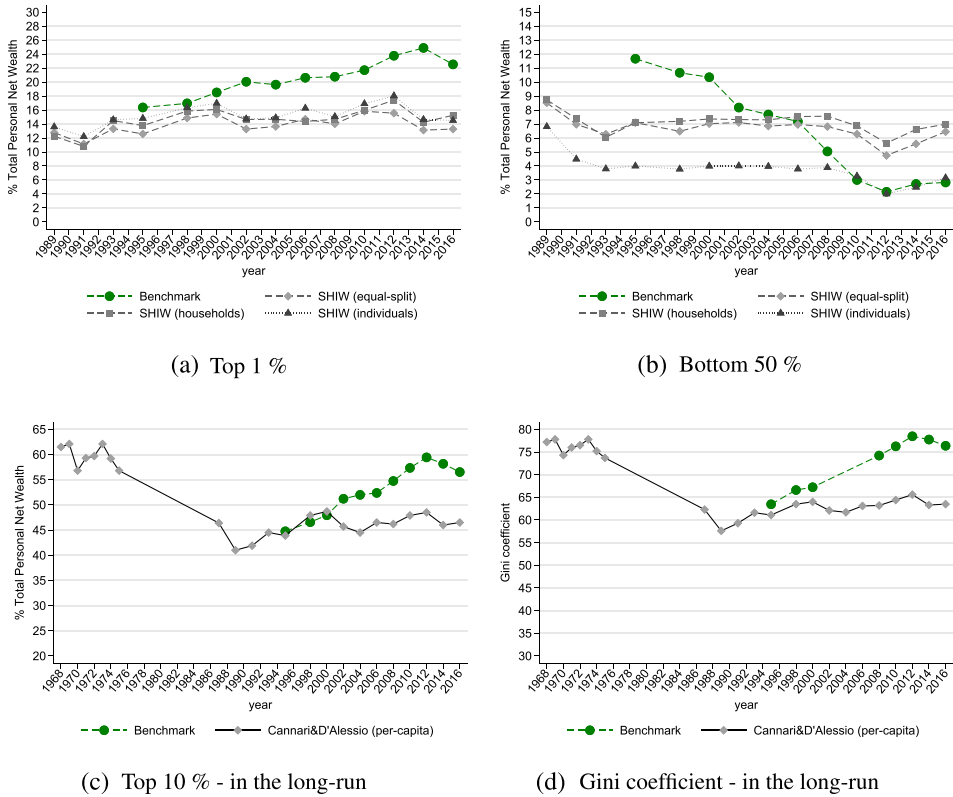 % Total Personal Net Wealth
30
28
26
24
22
20
18
16
14
12
10
8
6
4
2
0
1989 1990 1991 1992 1993 1994 1995 1996 1997 1998 1999 2000 2001 2002 2003 2004 2005 2006 2007 2008 2009 2010 2011 2012 2013 2014 2015 2016
year
Benchmark SHIW (equal-split)
SHIW (households) SHIW (individuals)
(a) Top 1 %
% Total Personal Net Wealth
15
14
13
12
11
10
9
8
7
6
5
4
3
2
1
0
1989 1990 1991 1992 1993 1994 1995 1996 1997 1998 1999 2000 2001 2002 2003 2004 2005 2006 2007 2008 2009 2010 2011 2012 2013 2014 2015 2016
year
Benchmark SHIW (equal-split)
SHIW (households) SHIW (individuals)
(b) Bottom 50 %
% Total Personal Net Wealth
65
60
55
50
45
40
35
30
25
20
1968 1970 1972 1974 1976 1978 1980 1982 1984 1986 1988 1990 1992 1994 1996 1998 2000 2002 2004 2006 2008 2010 2012 2014 2016
year
Benchmark Cannari&D'Alessio (per-capita)
(c) Top 10 % - in the long-run
Gini coefficient
80
75
70
65
60
55
50
45
40
35
30
1968 1970 1972 1974 1976 1978 1980 1982 1984 1986 1988 1990 1992 1994 1996 1998 2000 2002 2004 2006 2008 2010 2012 2014 2016
year
Benchmark Cannari&D'Alessio (per-capita)
(d) Gini coefficient - in the long-run